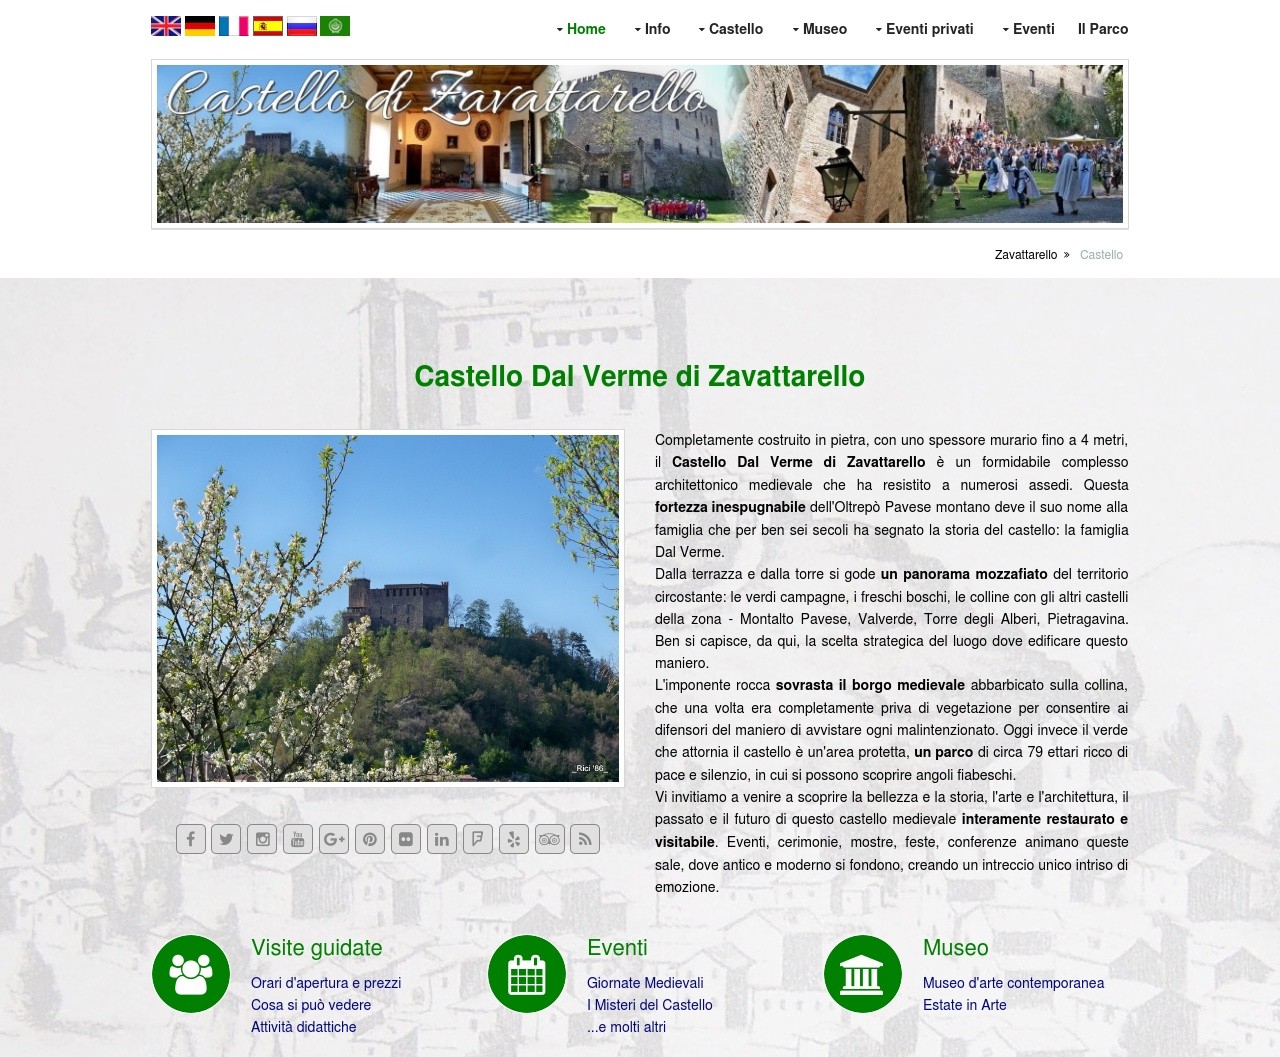 Home Info Castello Museo Eventi privati Eventi Il Parco
Castello di Zavattarello
Zavattarello » Castello
Castello Dal Verme di Zavattarello
_Rici '86_
Completamente costruito in pietra, con uno spessore murario fino a 4 metri,
il Castello Dal Verme di Zavattarello è un formidabile complesso
architettonico medievale che ha resistito a numerosi assedi. Questa
fortezza inespugnabile dell'Oltrepò Pavese montano deve il suo nome alla
famiglia che per ben sei secoli ha segnato la storia del castello: la famiglia
Dal Verme.
Dalla terrazza e dalla torre si gode un panorama mozzafiato del territorio
circostante: le verdi campagne, i freschi boschi, le colline con gli altri castelli
della zona - Montalto Pavese, Valverde, Torre degli Alberi, Pietragavina.
Ben si capisce, da qui, la scelta strategica del luogo dove edificare questo
maniero.
L'imponente rocca sovrasta il borgo medievale abbarbicato sulla collina,
che una volta era completamente priva di vegetazione per consentire ai
difensori del maniero di avvistare ogni malintenzionato. Oggi invece il verde
che attornia il castello è un'area protetta, un parco di circa 79 ettari ricco di
pace e silenzio, in cui si possono scoprire angoli fiabeschi.
Vi invitiamo a venire a scoprire la bellezza e la storia, l'arte e l'architettura, il
passato e il futuro di questo castello medievale interamente restaurato e
visitabile. Eventi, cerimonie, mostre, feste, conferenze animano queste
sale, dove antico e moderno si fondono, creando un intreccio unico intriso di
emozione.
Visite guidate
Orari d'apertura e prezzi
Cosa si può vedere
Attività didattiche
Eventi
Giornate Medievali
I Misteri del Castello
...e molti altri
Museo
Museo d'arte contemporanea
Estate in Arte